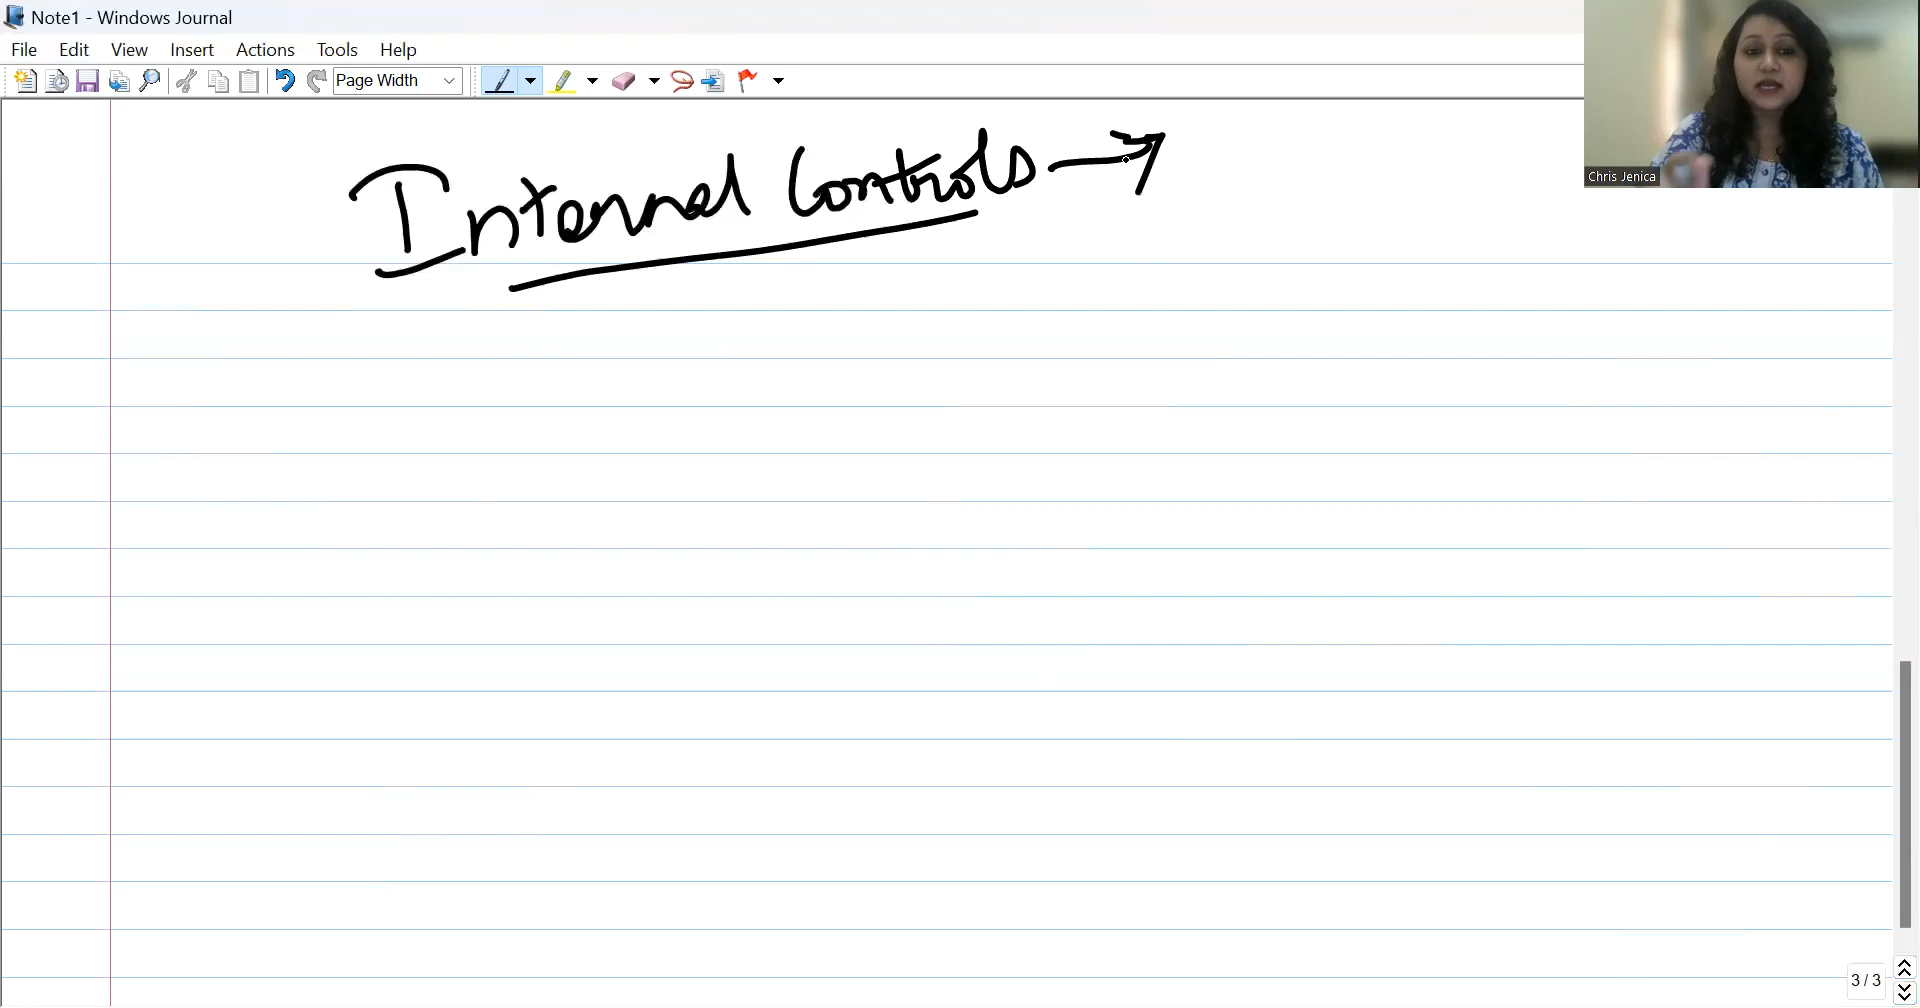 Note1 - Windows Journal
File Edit View Insert Actions Tools Help
Page Width
Internal Controls →
Chris Jenica
3 / 3